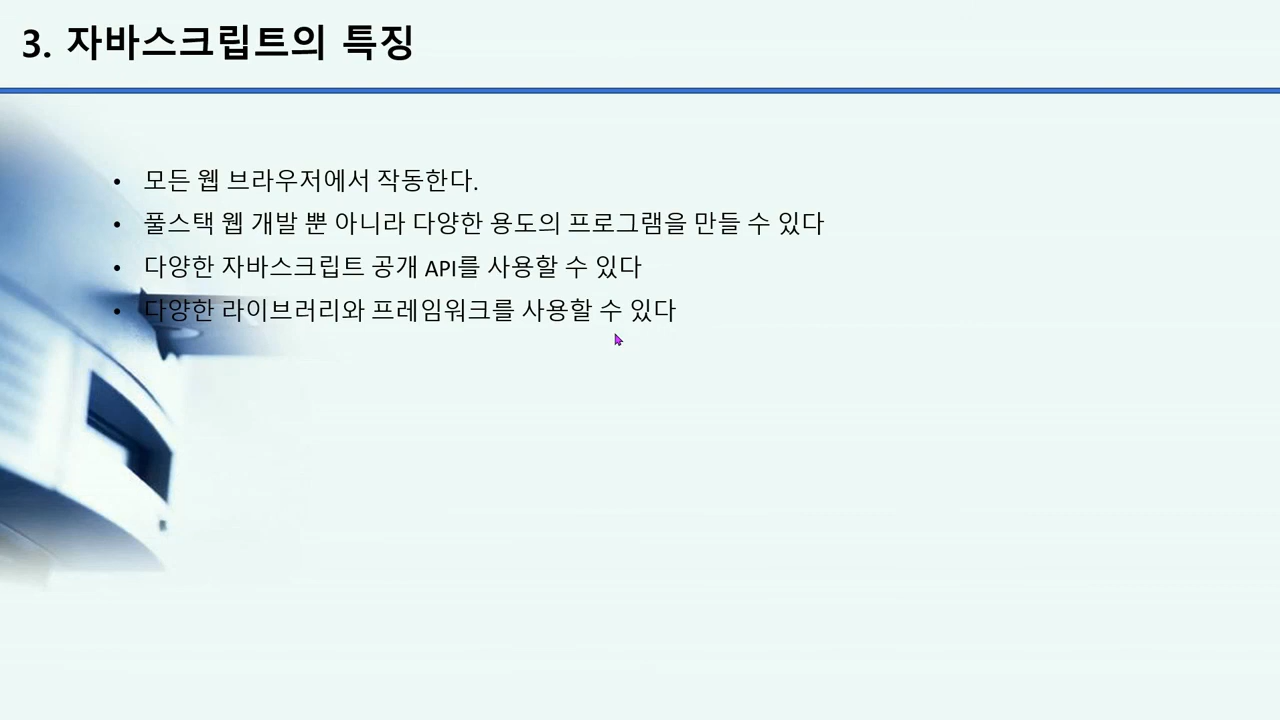 3. 자바스크립트의 특징
• 모든 웹 브라우저에서 작동한다.
• 풀스택 웹 개발 뿐 아니라 다양한 용도의 프로그램을 만들 수 있다
• 다양한 자바스크립트 공개 API를 사용할 수 있다
• 다양한 라이브러리와 프레임워크를 사용할 수 있다